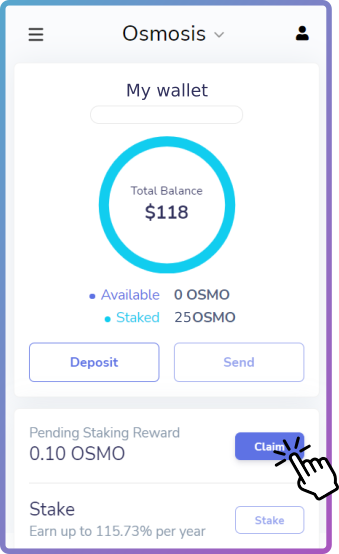 Osmosis
My wallet
Total Balance
$118
Available 0 OSMO
Staked 25OSMO
Deposit Send
Pending Staking Reward
0.10 OSMO
Claim
Stake
Earn up to 115.73% per year
Stake